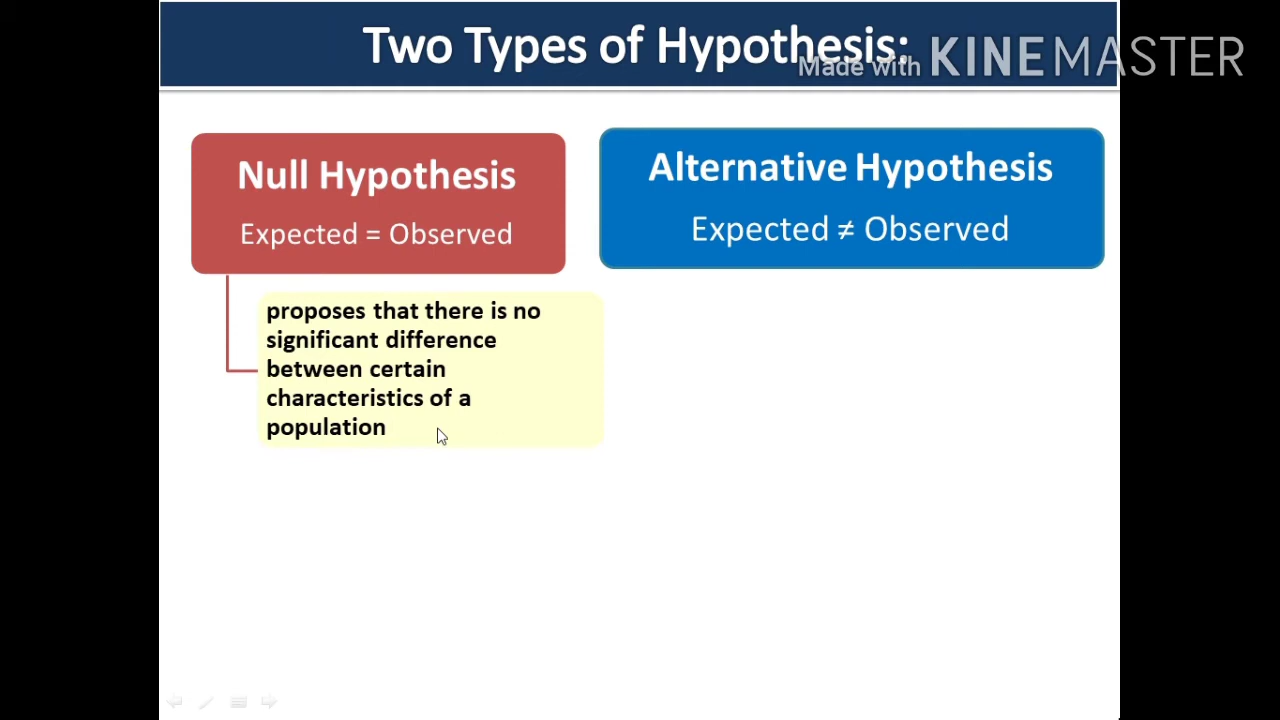 Two Types of Hypothesis:
Made with KINEMASTER
Null Hypothesis
Expected = Observed
Alternative Hypothesis
Expected ≠ Observed
proposes that there is no
significant difference
between certain
characteristics of a
population